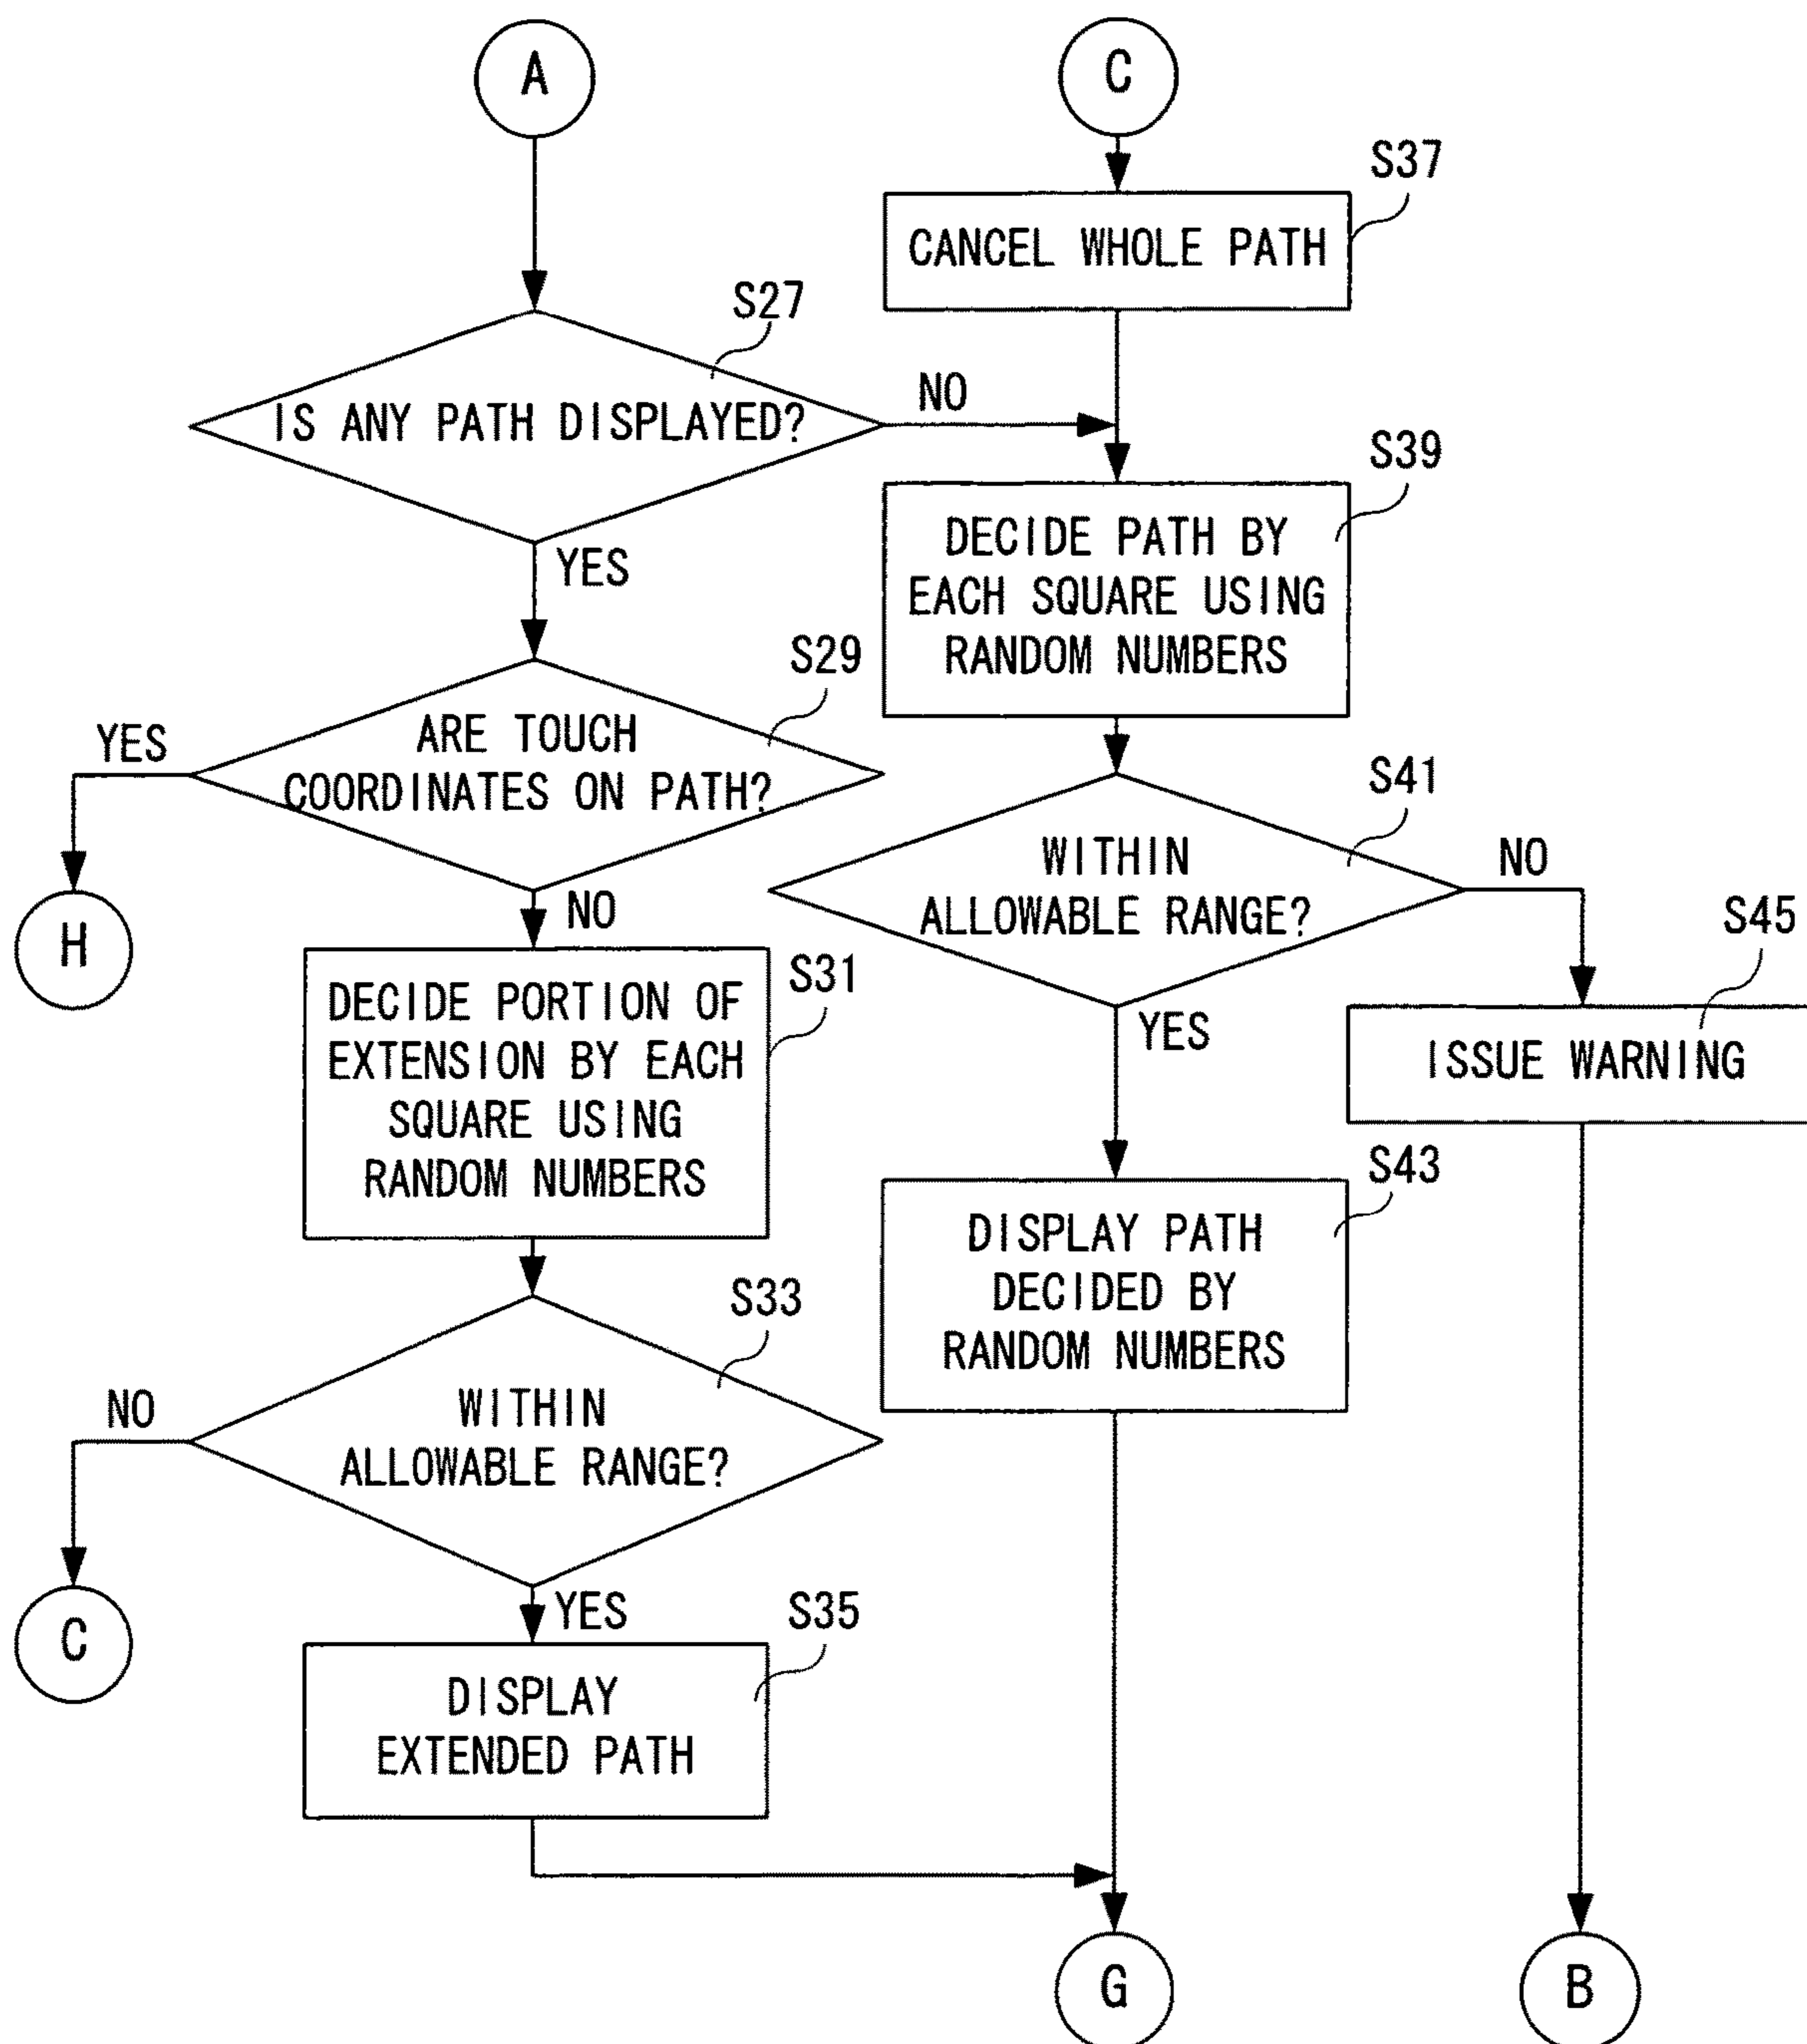 A
C
S37
CANCEL WHOLE PATH
S27
IS ANY PATH DISPLAYED?
NO
YES
S39
DECIDE PATH BY
EACH SQUARE USING
RANDOM NUMBERS
S29
ARE TOUCH
COORDINATES ON PATH?
YES
H
NO
S41
WITHIN
ALLOWABLE RANGE?
NO
YES
S45
ISSUE WARNING
S31
DECIDE PORTION OF
EXTENSION BY EACH
SQUARE USING
RANDOM NUMBERS
S43
DISPLAY PATH
DECIDED BY
RANDOM NUMBERS
S33
WITHIN
ALLOWABLE RANGE?
NO
C
YES
S35
DISPLAY
EXTENDED PATH
G
B